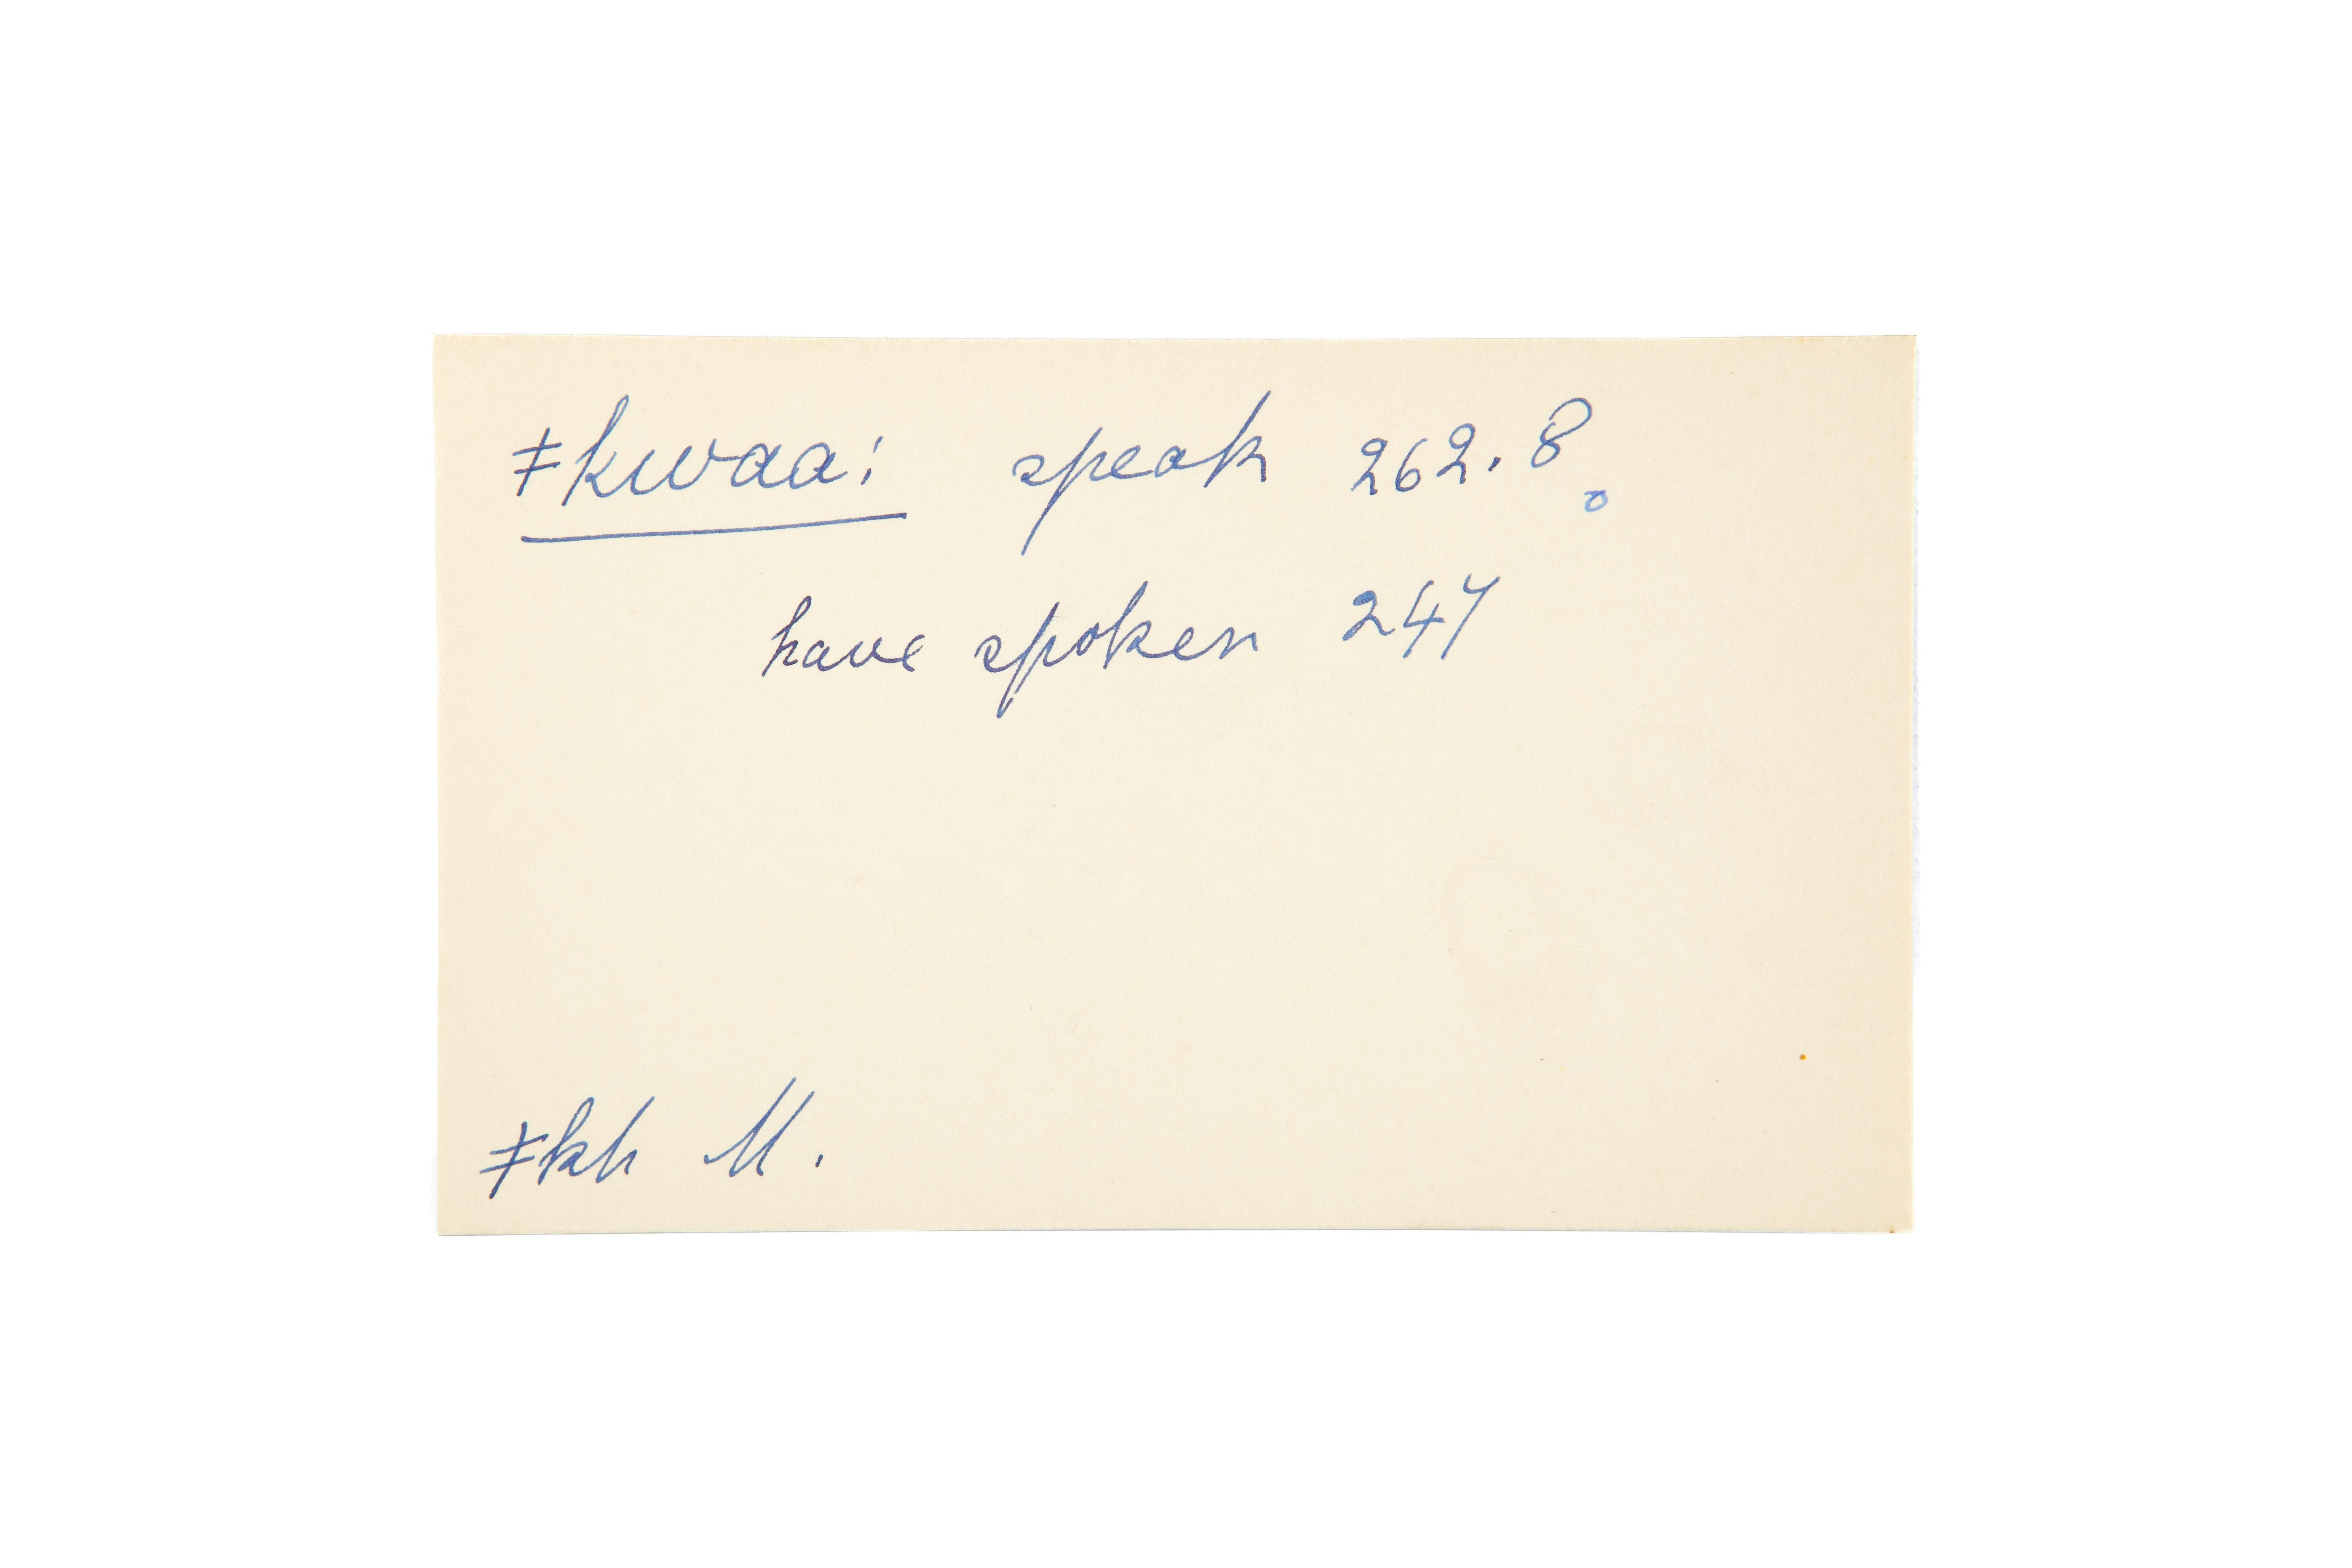 ǂkwaa: speak 262.8.
have spoken 247
ǂkh M.